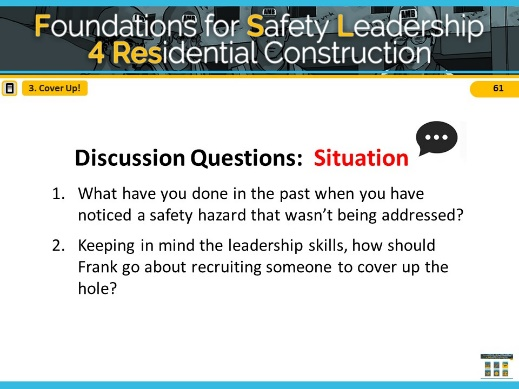 Foundations for Safety Leadership
4 Residential Construction
3. Cover Up!
61
Discussion Questions: Situation
1. What have you done in the past when you have
noticed a safety hazard that wasn't being addressed?
2. Keeping in mind the leadership skills, how should
Frank go about recruiting someone to cover up the
hole?